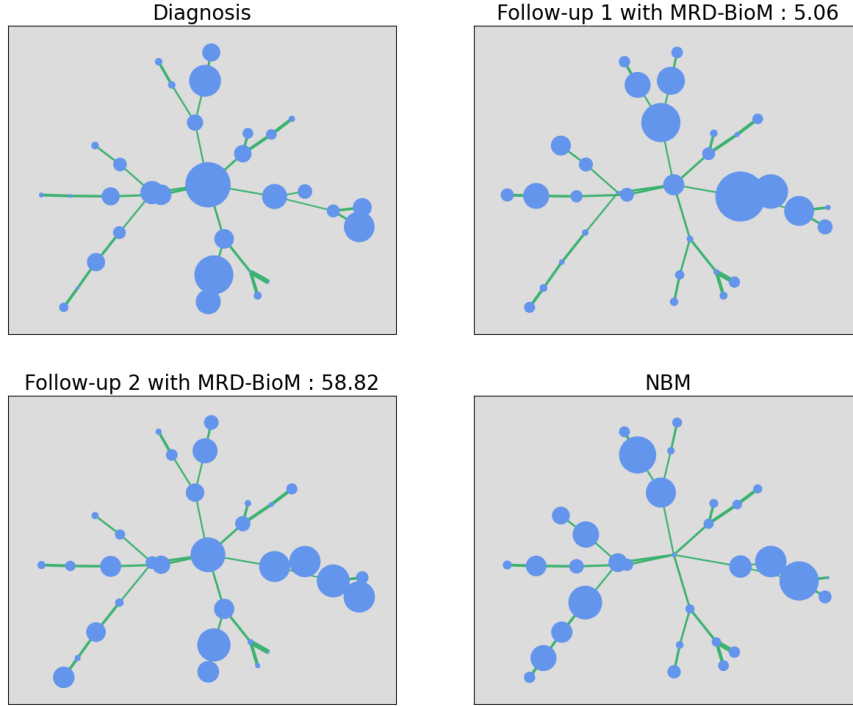 Diagnosis
Follow-up 1 with MRD-BioM : 5.06
Follow-up 2 with MRD-BioM : 58.82
NBM